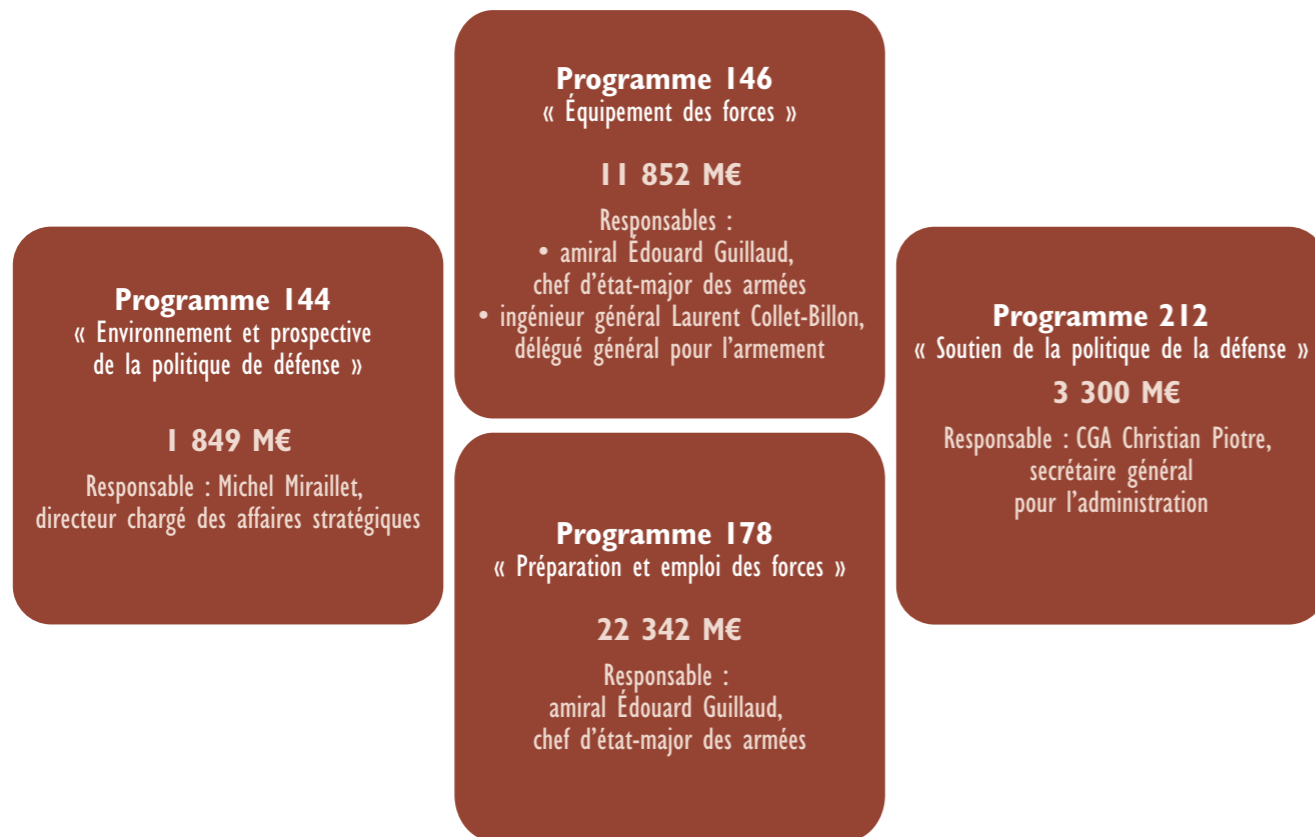 Programme 146
« Équipement des forces »
11 852 M€
Responsables :
• amiral Édouard Guillaud,
chef d'état-major des armées
• ingénieur général Laurent Collet-Billon,
délégué général pour l'armement
Programme 144
« Environnement et prospective
de la politique de défense »
1 849 M€
Responsable : Michel Miraillet,
directeur chargé des affaires stratégiques
Programme 212
« Soutien de la politique de la défense »
3 300 M€
Responsable : CGA Christian Piotre,
secrétaire général
pour l'administration
Programme 178
« Préparation et emploi des forces »
22 342 M€
Responsable :
amiral Édouard Guillaud,
chef d'état-major des armées